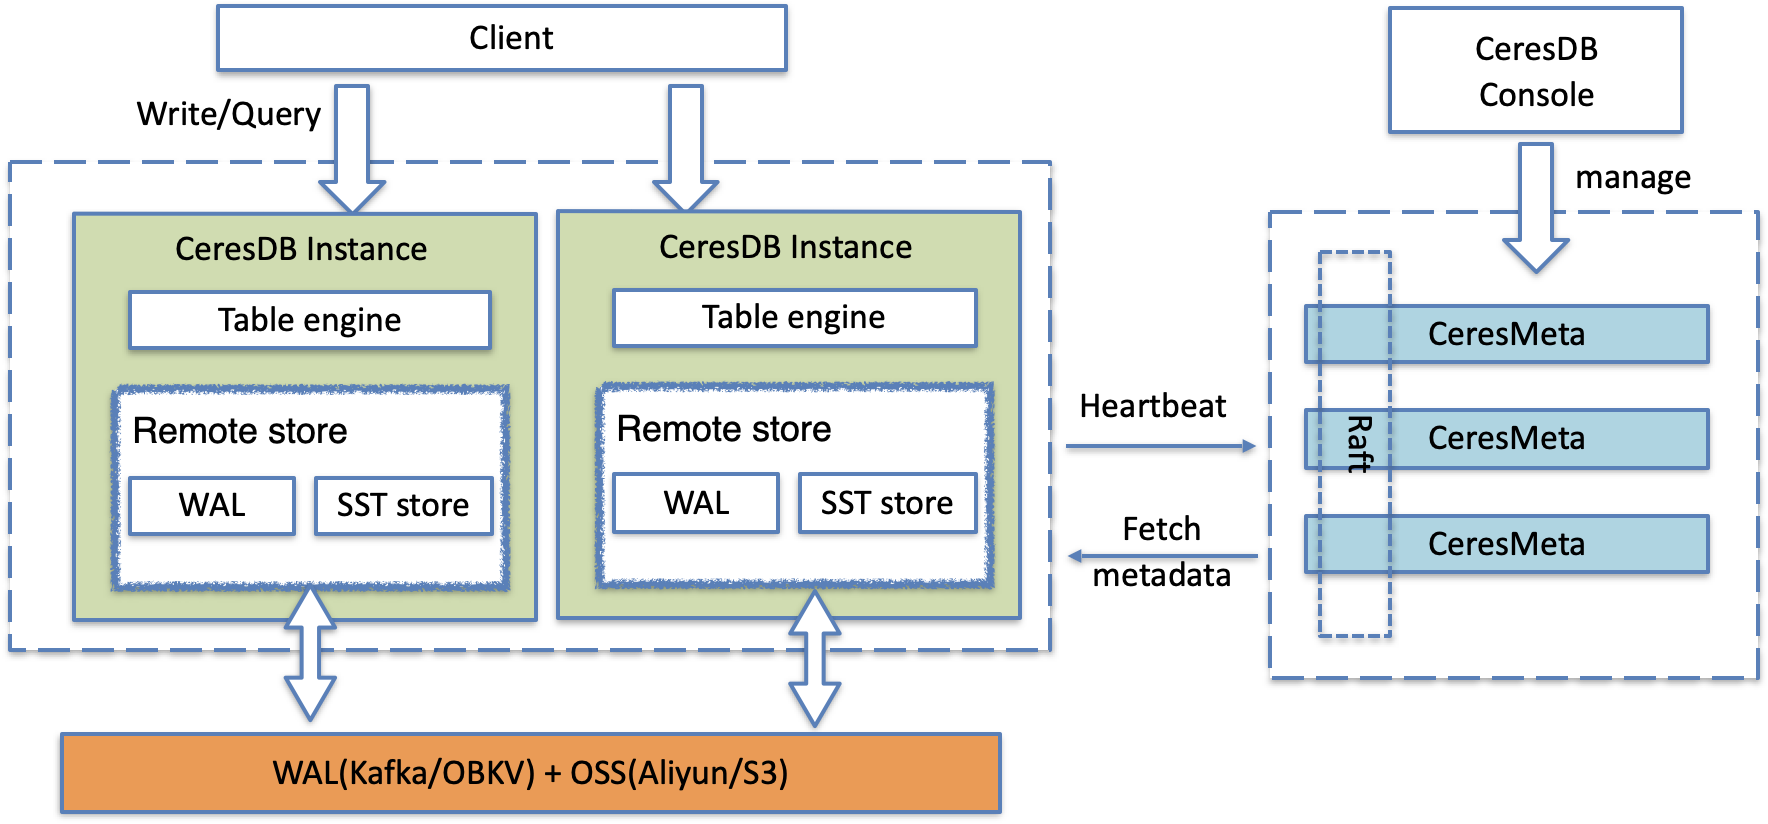 Client
CeresDB
Console
Write/Query
manage
CeresDB Instance
Table engine
Remote store
WAL
SST store
CeresDB Instance
Table engine
Remote store
WAL
SST store
Heartbeat
Fetch
metadata
Raft
CeresMeta
CeresMeta
CeresMeta
WAL(Kafka/OBKV) + OSS(Aliyun/S3)